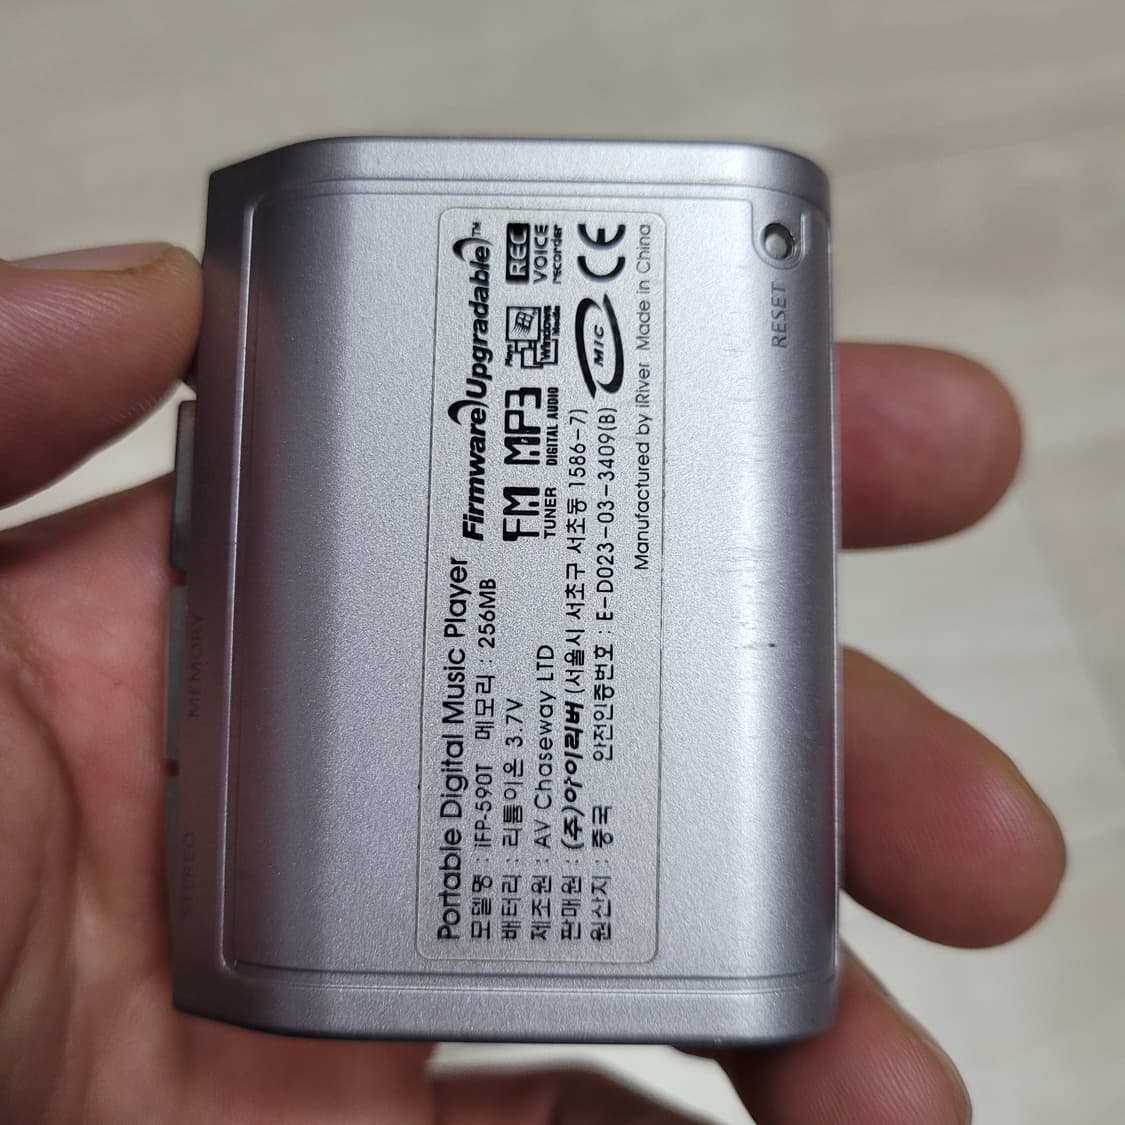 Portable Digital Music Player
모델명 : iFP-590T 메모리 : 256MB
배터리 : 리튬이온 3.7V
제조원 : AV Chaseway LTD
판매원 : (주)아이리버 (서울시 서초구 서초동 1586-7)
원산지 : 중국 안전인증번호 : E-D023-03-3409(B)
Manufactured by iRiver Made in China
Firmware Upgradable™
FM TUNER
MP3 DIGITAL AUDIO
Windows Media
REC VOICE recorder
MIC
CE
RESET
MEMORY
STEREO